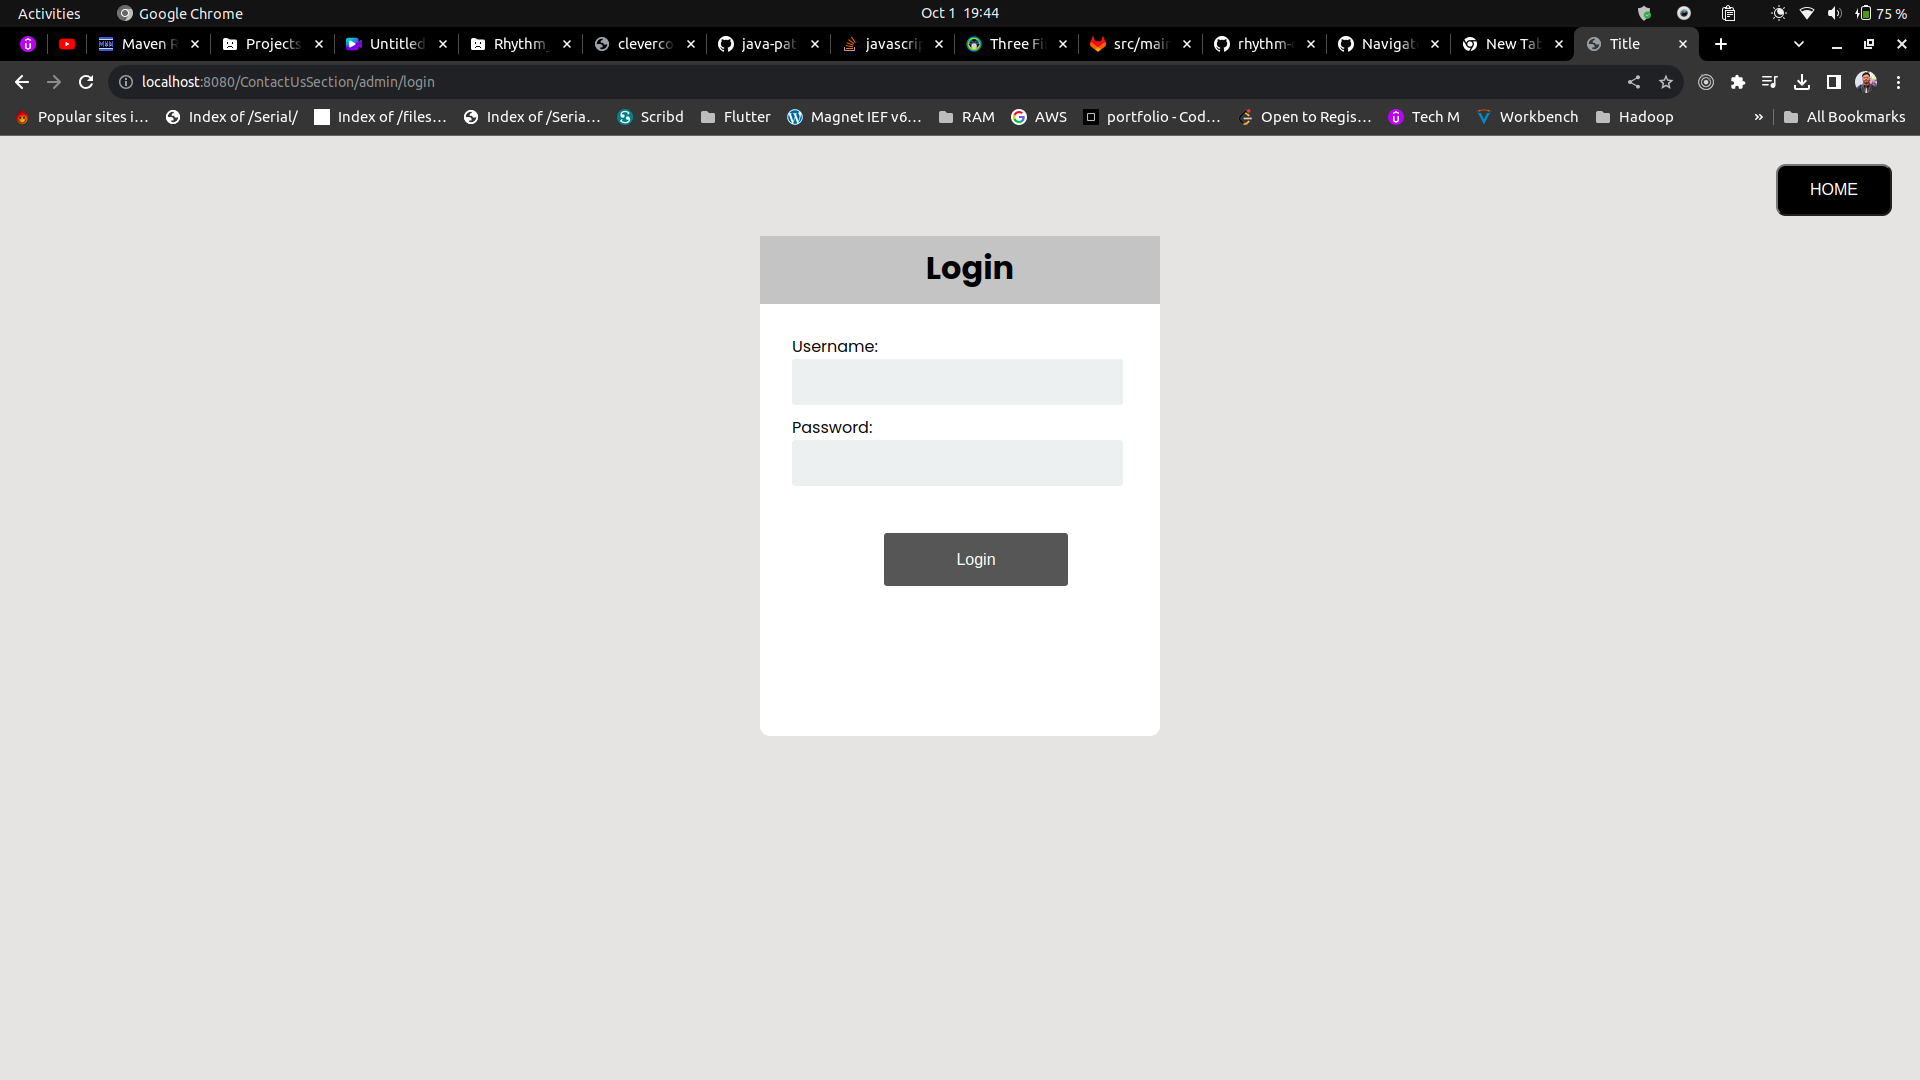 Activities Google Chrome Oct 1 19:44 75 %
Maven R Projects Untitled Rhythm_ cleverco java-pat javascrip Three Fi src/main rhythm- Navigat New Tab Title
localhost:8080/ContactUsSection/admin/login
Popular sites i... Index of /Serial/ Index of /files... Index of /Seria... Scribd Flutter Magnet IEF v6... RAM AWS portfolio - Cod... Open to Regis... Tech M Workbench Hadoop » All Bookmarks
HOME
Login
Username:
Password:
Login